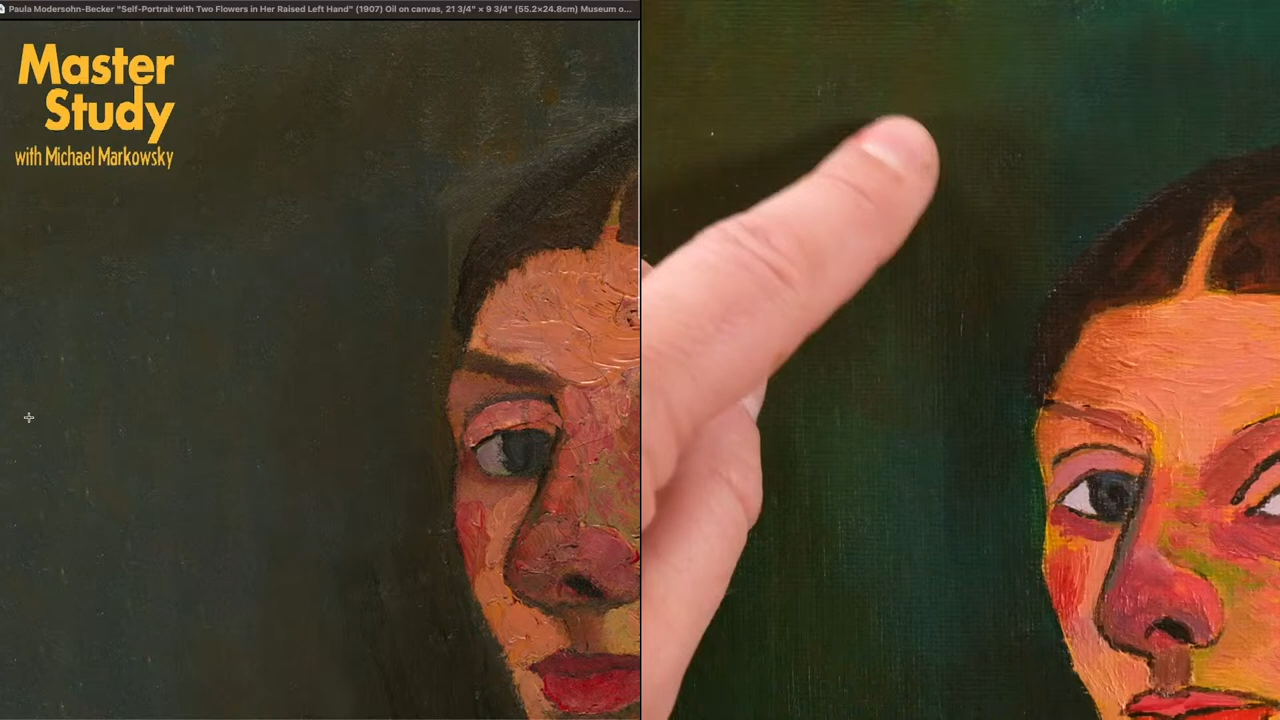 Paula Modersohn-Becker "Self-Portrait with Two Flowers in Her Raised Left Hand" (1907) Oil on canvas, 21 3/4" × 9 3/4" (55.2×24.8cm) Museum o...
Master
Study
with Michael Markowsky